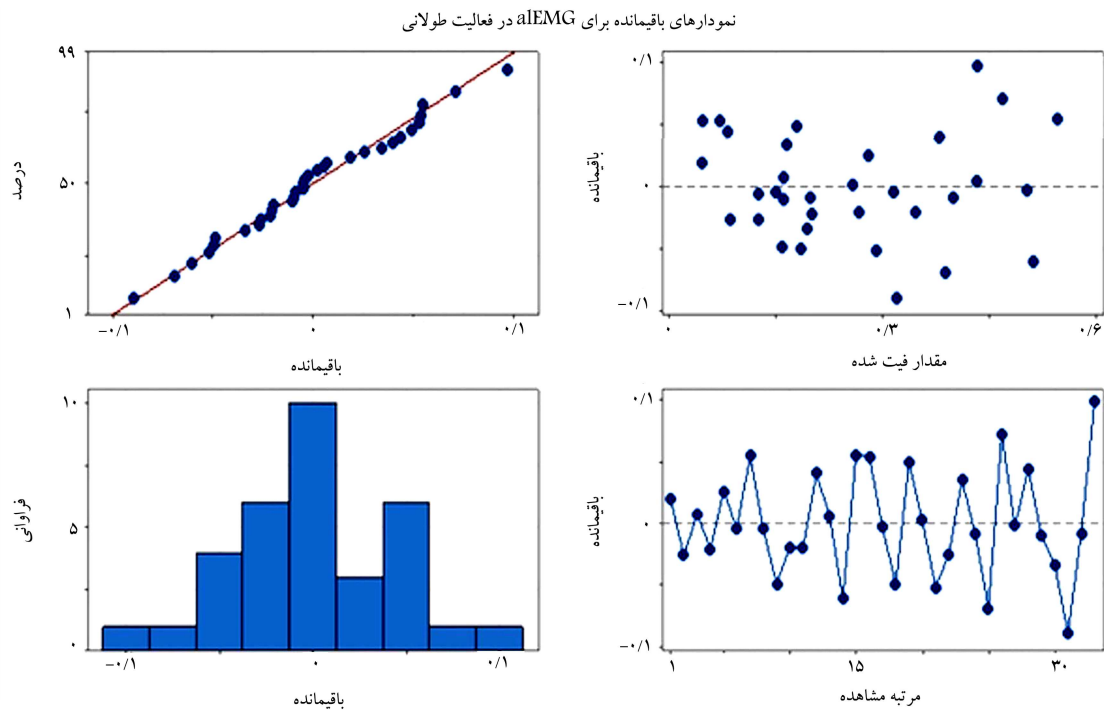 نمودارهای باقیمانده برای aIEMG در فعالیت طولانی
۹۹
۵۰
۱
درصد
−۰/۱
۰
۰/۱
باقیمانده
۰/۱
۰
−۰/۱
باقیمانده
۰
۰/۳
۰/۶
مقدار فیت شده
۱۰
۵
۰
فراوانی
−۰/۱
۰
۰/۱
باقیمانده
۰/۱
۰
−۰/۱
باقیمانده
۱
۱۵
۳۰
مرتبه مشاهده